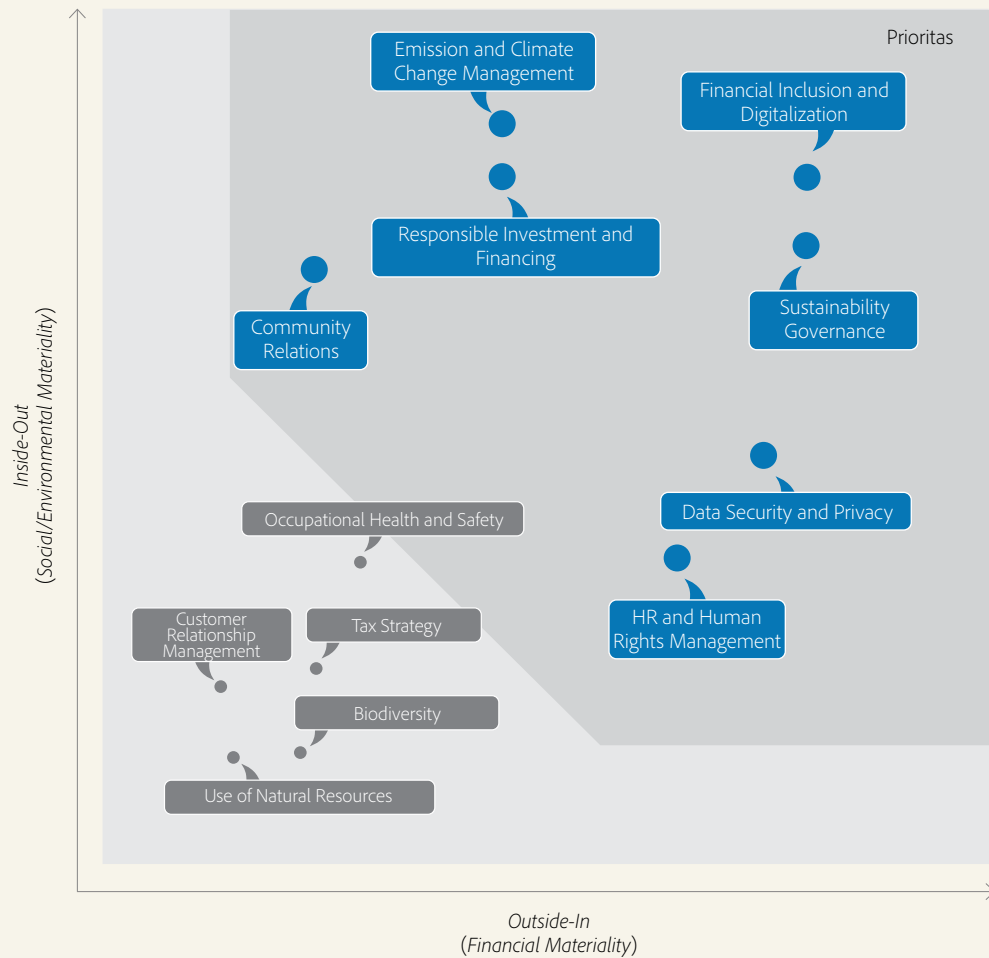 Prioritas
Emission and Climate
Change Management
Financial Inclusion and
Digitalization
Responsible Investment and
Financing
Community
Relations
Sustainability
Governance
Inside-Out
(Social/Environmental Materiality)
Data Security and Privacy
Occupational Health and Safety
HR and Human
Rights Management
Customer
Relationship
Management
Tax Strategy
Biodiversity
Use of Natural Resources
Outside-In
(Financial Materiality)